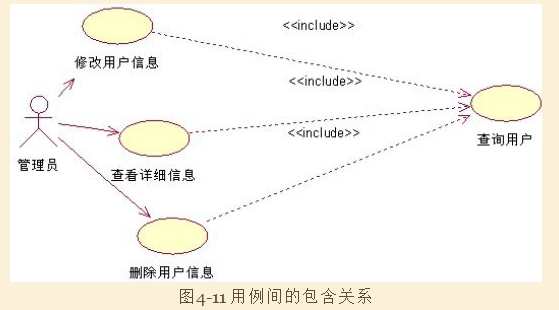 <<include>>
修改用户信息
<<include>>
<<include>>
查询用户
管理员
查看详细信息
删除用户信息
图4-11 用例间的包含关系